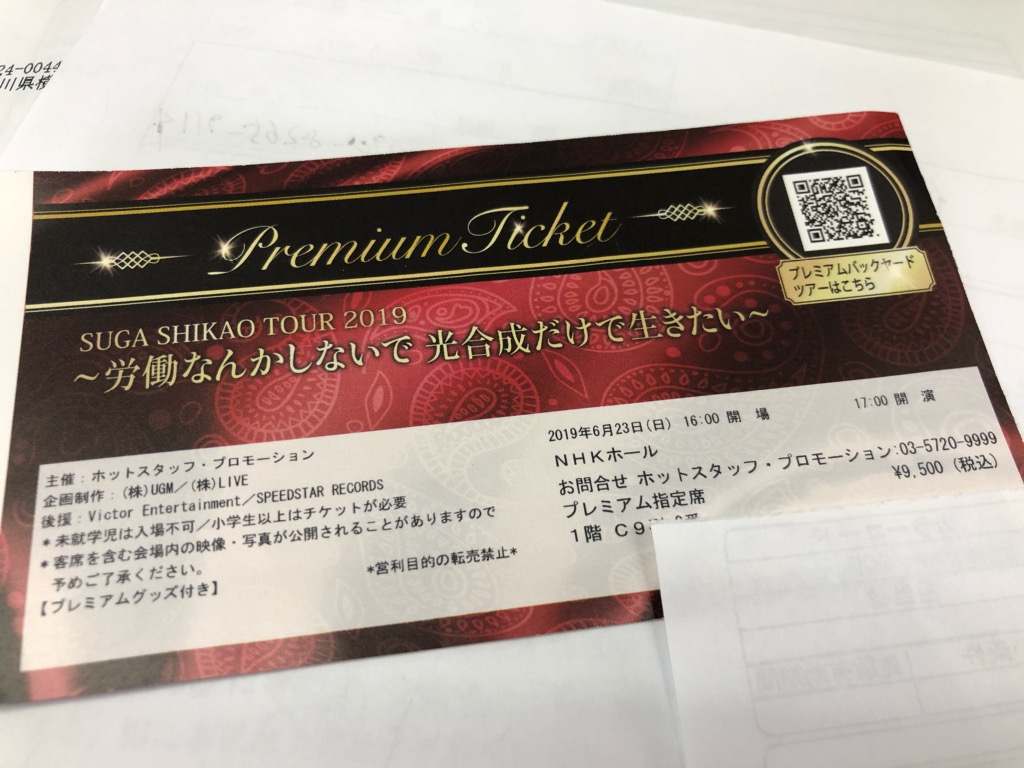 24-0044
川県横
Premium Ticket
プレミアムバックヤード
ツアーはこちら
SUGA SHIKAO TOUR 2019
～労働なんかしないで 光合成だけで生きたい～
2019年6月23日(日) 16:00 開 場 17:00 開 演
NHKホール
お問合せ ホットスタッフ・プロモーション:03-5720-9999
¥9,500 (税込)
プレミアム指定席
1階 C9
主催：ホットスタッフ・プロモーション
企画制作：(株)UGM／(株)LIVE
後援：Victor Entertainment／SPEEDSTAR RECORDS
*未就学児は入場不可／小学生以上はチケットが必要
*客席を含む会場内の映像・写真が公開されることがありますので
予めご了承ください。 *営利目的の転売禁止*
【プレミアムグッズ付き】